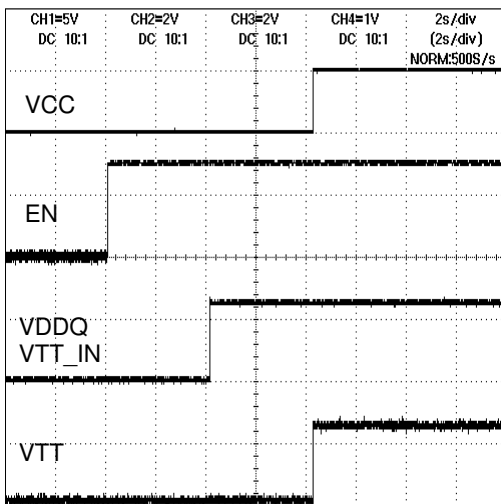 CH1=5V CH2=2V CH3=2V CH4=1V 2s/div
DC 10:1 DC 10:1 DC 10:1 DC 10:1 (2s/div)
NORM:500S/s
VCC
EN
VDDQ
VTT_IN
VTT